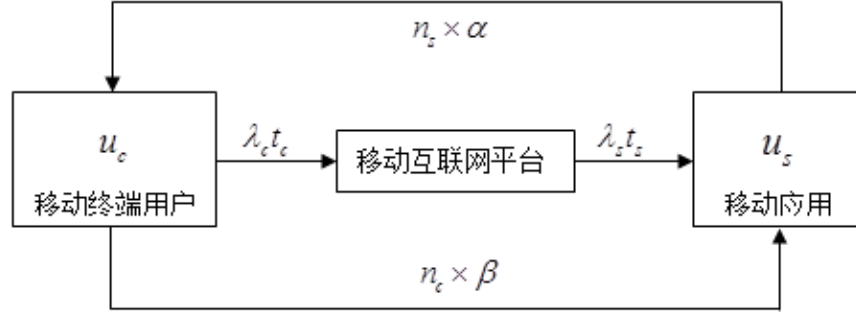 n_s × α
u_c
移动终端用户
λ_c t_c
移动互联网平台
λ_s t_s
u_s
移动应用
n_c × β